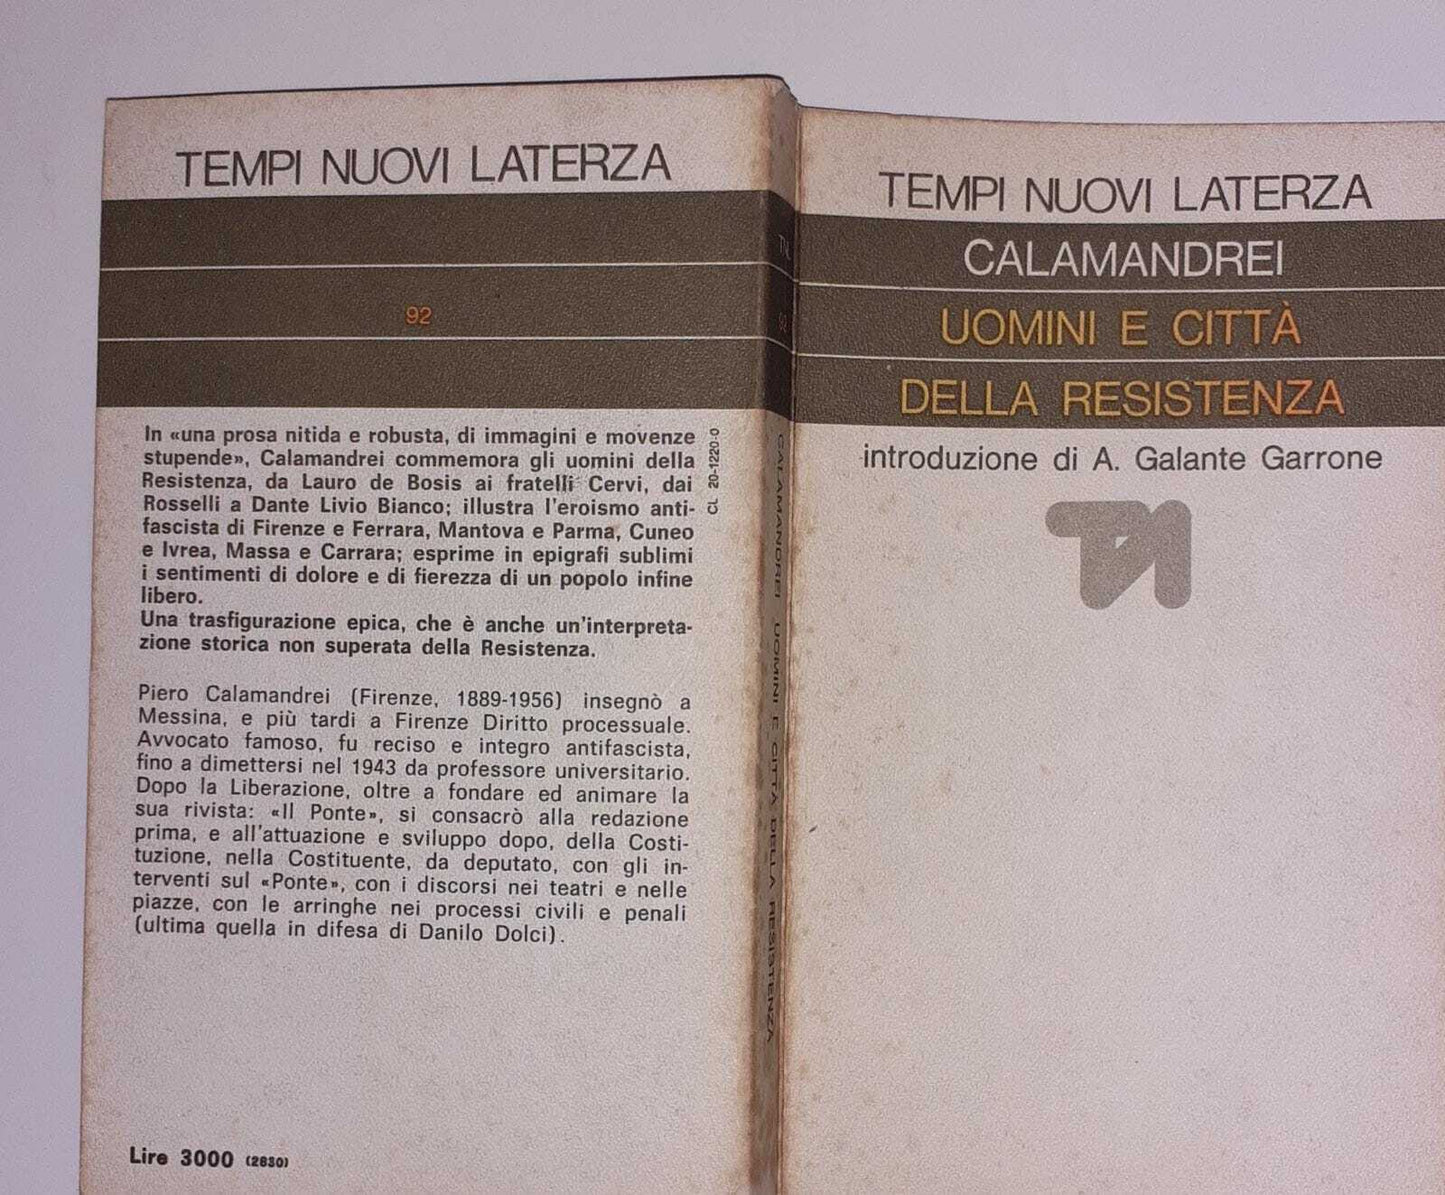 TEMPI NUOVI LATERZA
92
In «una prosa nitida e robusta, di immagini e movenze
stupende», Calamandrei commemora gli uomini della
Resistenza, da Lauro de Bosis ai fratelli Cervi, dai
Rosselli a Dante Livio Bianco; illustra l'eroismo anti-
fascista di Firenze e Ferrara, Mantova e Parma, Cuneo
e Ivrea, Massa e Carrara; esprime in epigrafi sublimi
i sentimenti di dolore e di fierezza di un popolo infine
libero.
Una trasfigurazione epica, che è anche un'interpreta-
zione storica non superata della Resistenza.
CL 20-1220-0
Piero Calamandrei (Firenze, 1889-1956) insegnò a
Messina, e più tardi a Firenze Diritto processuale.
Avvocato famoso, fu reciso e integro antifascista,
fino a dimettersi nel 1943 da professore universitario.
Dopo la Liberazione, oltre a fondare ed animare la
sua rivista: «Il Ponte», si consacrò alla redazione
prima, e all'attuazione e sviluppo dopo, della Costi-
tuzione, nella Costituente, da deputato, con gli in-
terventi sul «Ponte», con i discorsi nei teatri e nelle
piazze, con le arringhe nei processi civili e penali
(ultima quella in difesa di Danilo Dolci).
Lire 3000 (2830)
TN
92
CALAMANDREI UOMINI E CITTÀ DELLA RESISTENZA
TEMPI NUOVI LATERZA
CALAMANDREI
UOMINI E CITTÀ
DELLA RESISTENZA
introduzione di A. Galante Garrone
TN